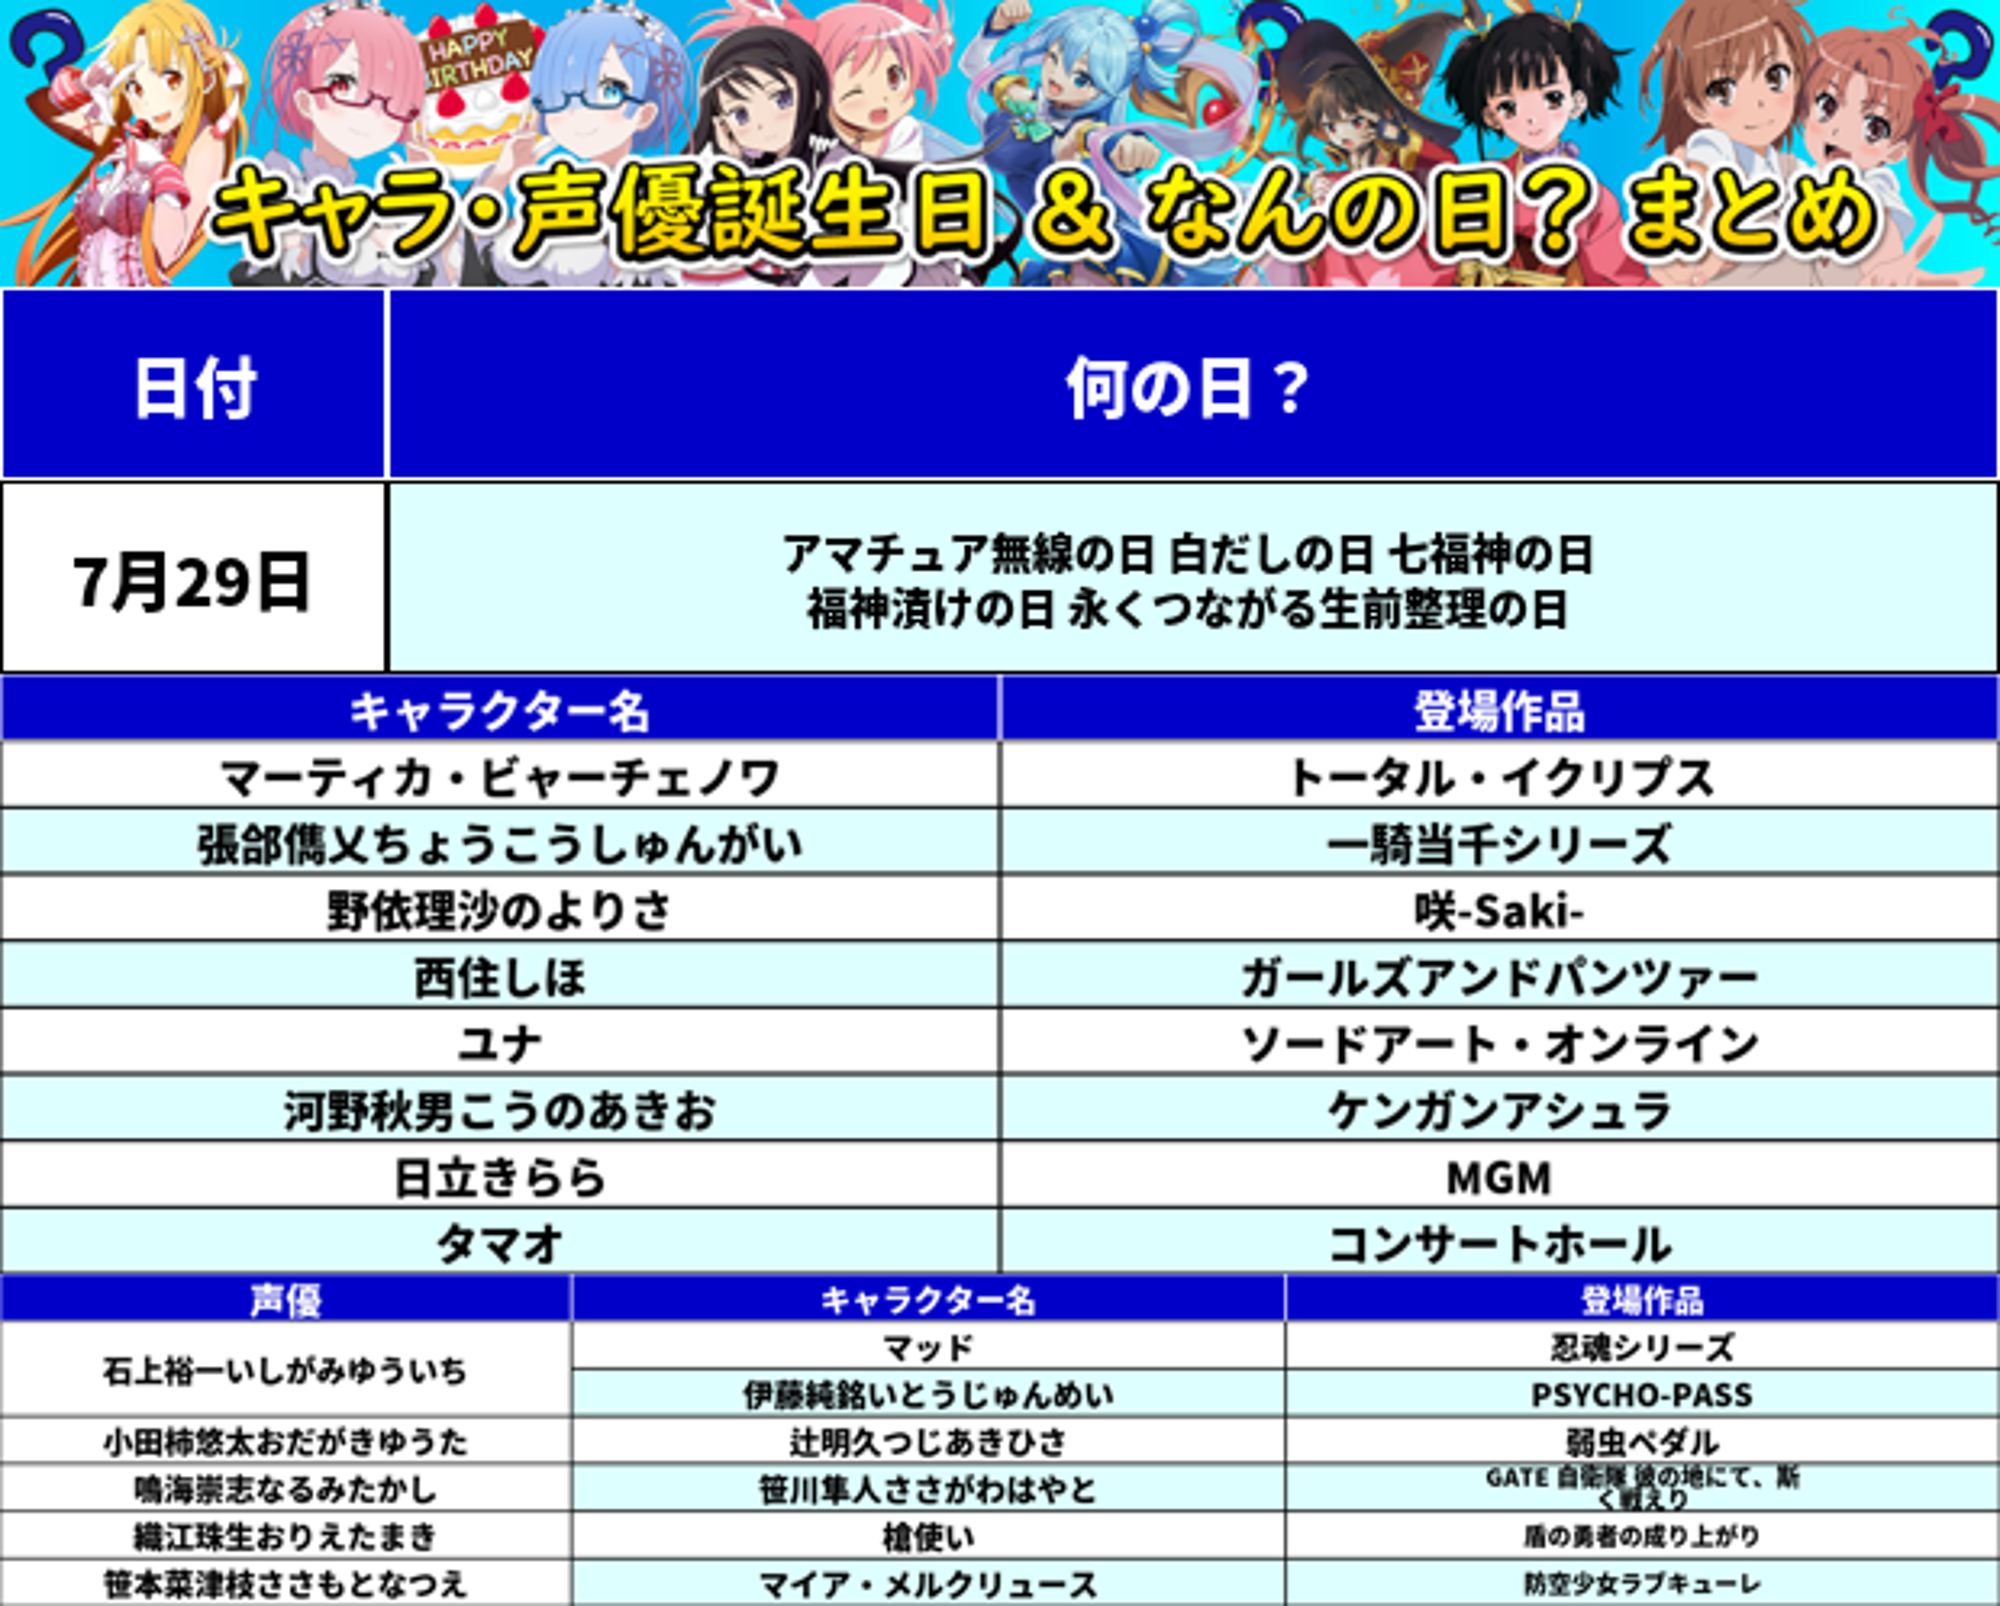 HAPPY
BIRTHDAY
キャラ・声優誕生日 & なんの日？ まとめ
日付 何の日？
7月29日
アマチュア無線の日 白だしの日 七福神の日
福神漬けの日 永くつながる生前整理の日
キャラクター名 登場作品
マーティカ・ビャーチェノワ トータル・イクリプス
張郃儁乂ちょうこうしゅんがい 一騎当千シリーズ
野依理沙のよりさ 咲-Saki-
西住しほ ガールズアンドパンツァー
ユナ ソードアート・オンライン
河野秋男こうのあきお ケンガンアシュラ
日立きらら MGM
タマオ コンサートホール
声優 キャラクター名 登場作品
石上裕一いしがみゆういち マッド 忍魂シリーズ
伊藤純銘いとうじゅんめい PSYCHO-PASS
小田柿悠太おだがきゆうた 辻明久つじあきひさ 弱虫ペダル
鳴海崇志なるみたかし 笹川隼人ささがわはやと GATE 自衛隊 彼の地にて、斯
く戦えり
織江珠生おりえたまき 槍使い 盾の勇者の成り上がり
笹本菜津枝ささもとなつえ マイア・メルクリュース 防空少女ラブキューレ